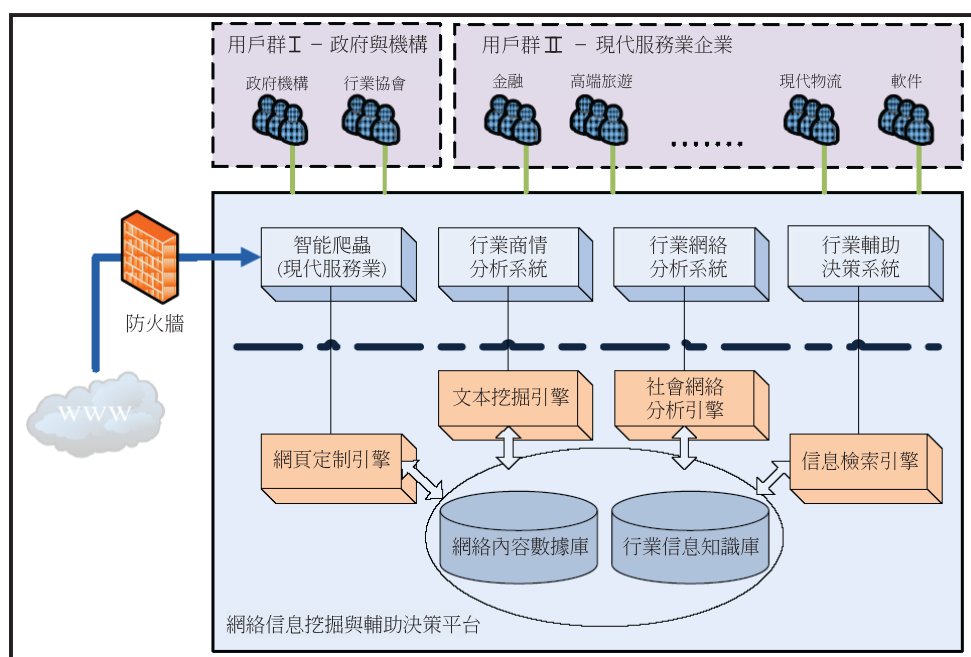 用戶群Ⅰ – 政府與機構
用戶群Ⅱ – 現代服務業企業
政府機構
行業協會
金融
高端旅遊
現代物流
軟件
.......
智能爬蟲
(現代服務業)
行業商情
分析系統
行業網絡
分析系統
行業輔助
決策系統
防火牆
WWW
文本挖掘引擎
社會網絡
分析引擎
網頁定制引擎
信息檢索引擎
網絡內容數據庫
行業信息知識庫
網絡信息挖掘與輔助決策平台